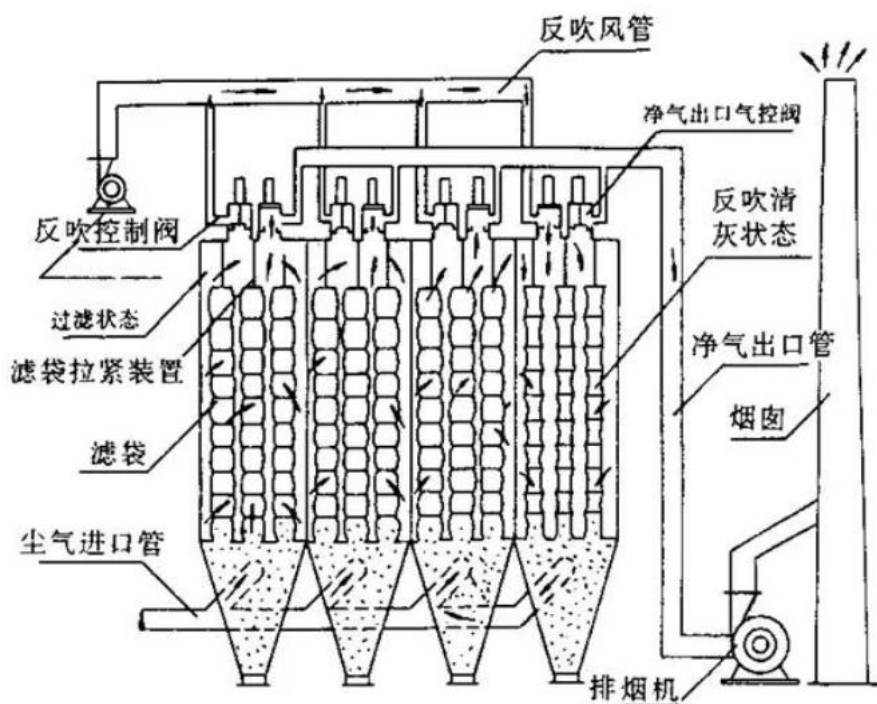 反吹风管
净气出口气控阀
反吹控制阀
反吹清
灰状态
过滤状态
滤袋拉紧装置
净气出口管
烟囱
滤袋
尘气进口管
排烟机